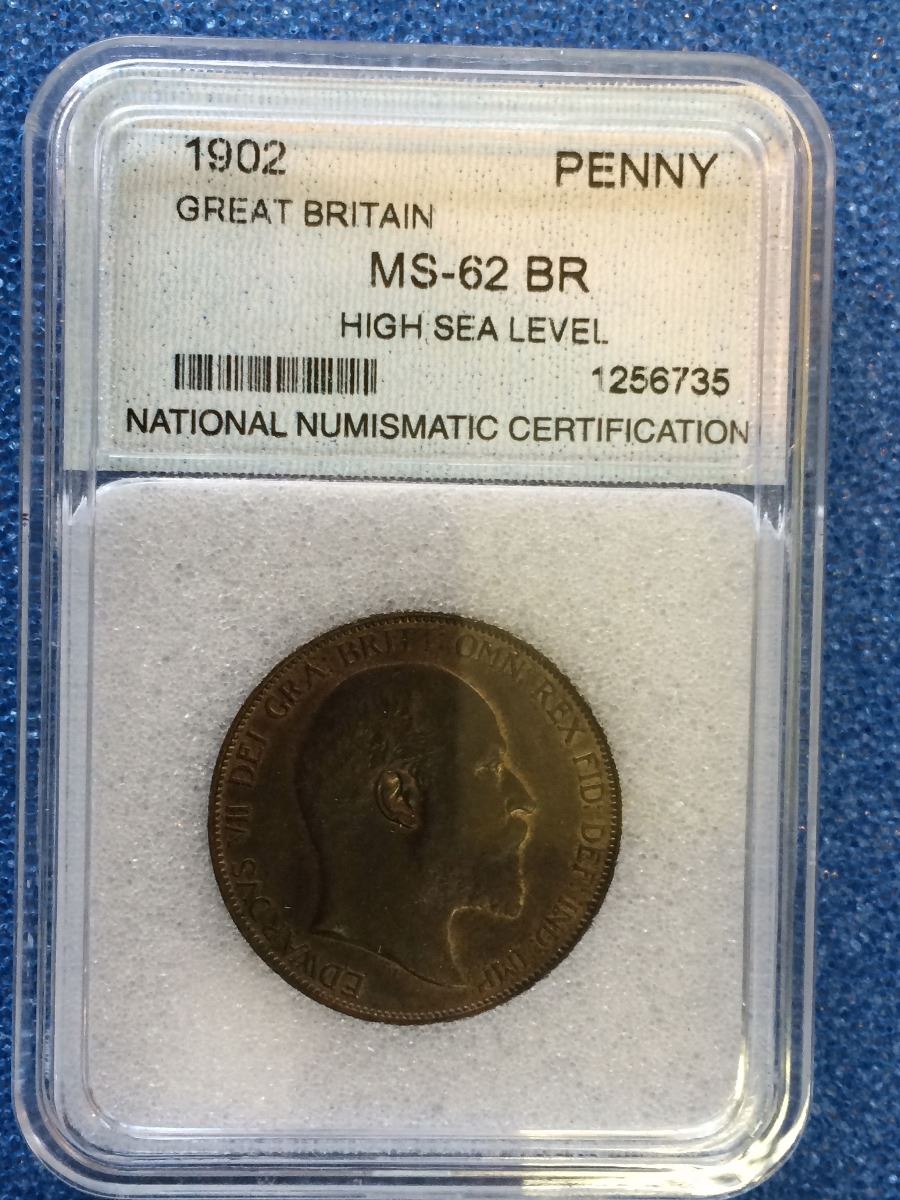 1902 PENNY
GREAT BRITAIN
MS-62 BR
HIGH SEA LEVEL
1256735
NATIONAL NUMISMATIC CERTIFICATION
EDWARDVS VII DEI GRA: BRITT: OMN: REX FID: DEF: IND: IMP: